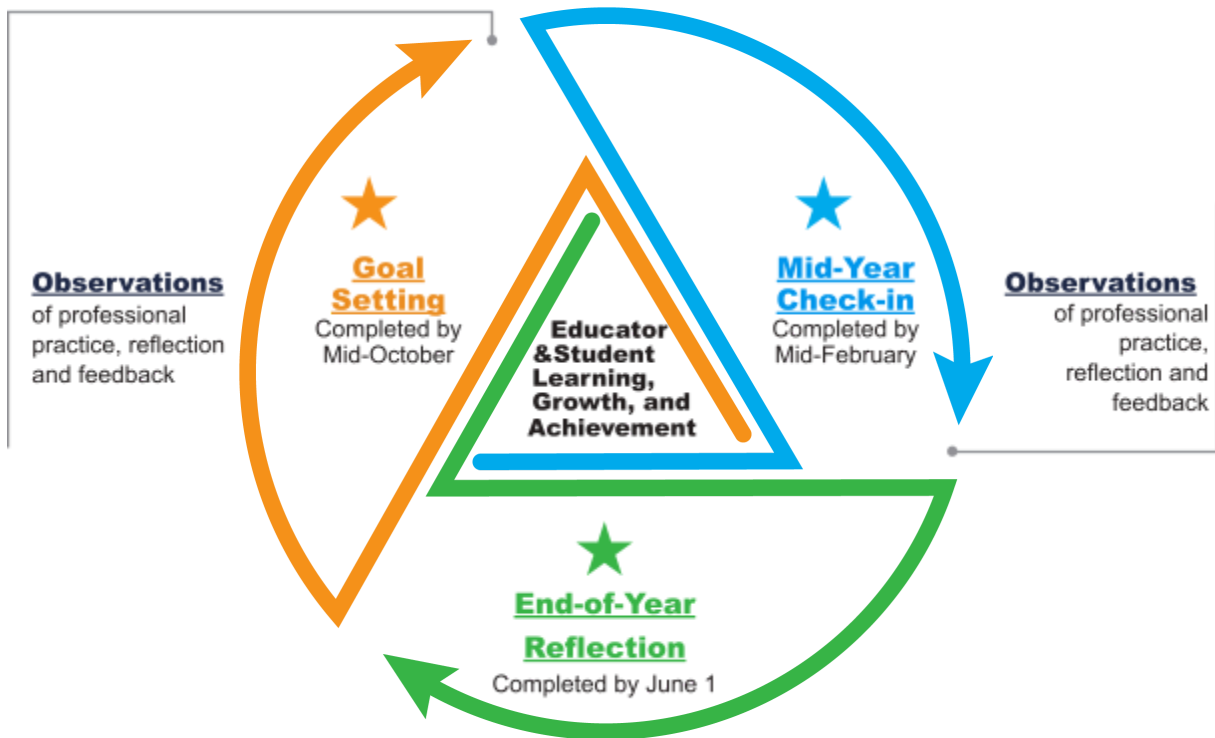 Observations
of professional
practice, reflection
and feedback
Goal
Setting
Completed by
Mid-October
Educator
&Student
Learning,
Growth, and
Achievement
Mid-Year
Check-in
Completed by
Mid-February
Observations
of professional
practice,
reflection and
feedback
End-of-Year
Reflection
Completed by June 1